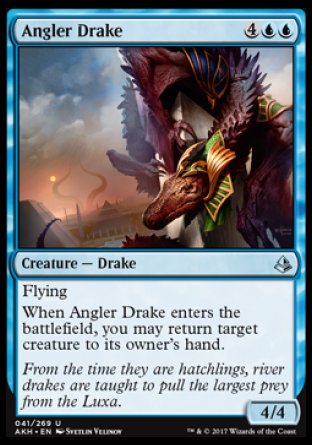 Angler Drake 4
Creature — Drake
Flying
When Angler Drake enters the
battlefield, you may return target
creature to its owner's hand.
From the time they are hatchlings, river
drakes are taught to pull the largest prey
from the Luxa.
4/4
041/269 U
AKH • EN Svetlin Velinov
™ & © 2017 Wizards of the Coast